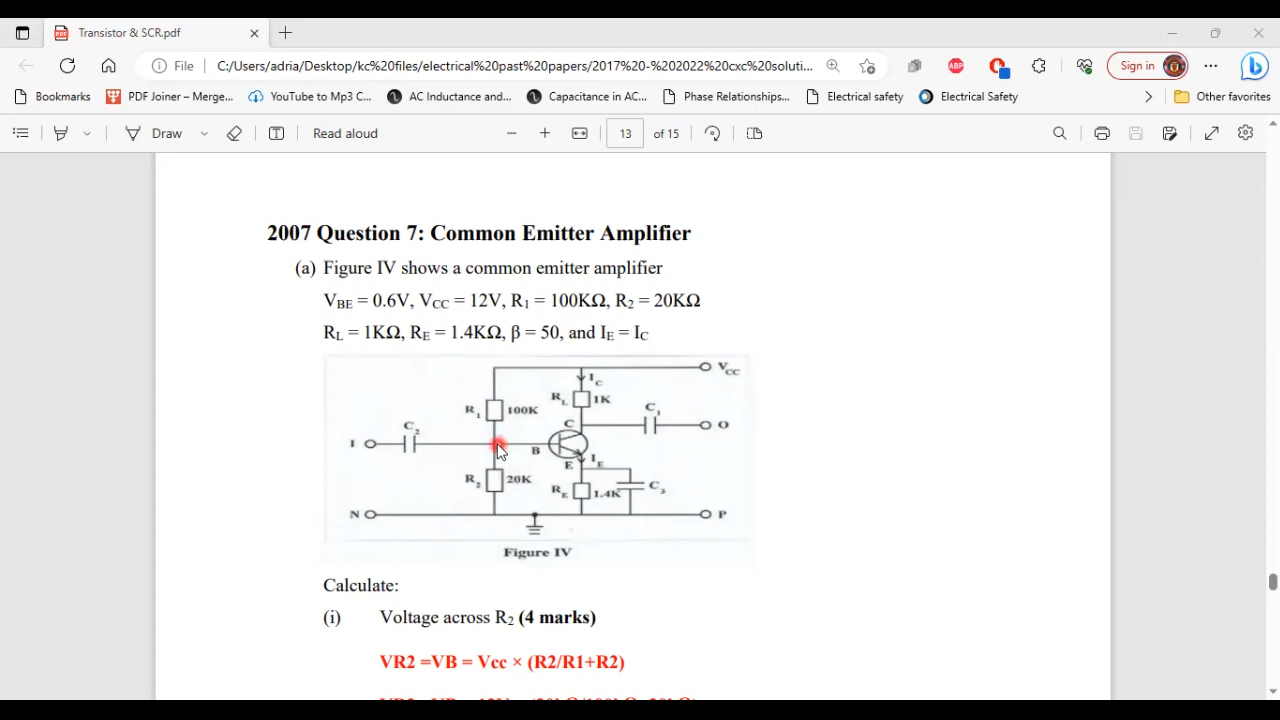 Transistor & SCR.pdf
File
C:/Users/adria/Desktop/kc%20files/electrical%20past%20papers/2017%20-%202022%20cxc%20soluti...
Sign in
Bookmarks PDF Joiner – Merge... YouTube to Mp3 C... AC Inductance and... Capacitance in AC... Phase Relationships... Electrical safety Electrical Safety Other favorites
Draw Read aloud 13 of 15
2007 Question 7: Common Emitter Amplifier
(a) Figure IV shows a common emitter amplifier
VBE = 0.6V, VCC = 12V, R1 = 100KΩ, R2 = 20KΩ
RL = 1KΩ, RE = 1.4KΩ, β = 50, and IE = IC
VCC
IC
R1 100K RL 1K
C2 C C1
I B O
E IE
R2 20K RE 1.4K C3
N P
Figure IV
Calculate:
(i) Voltage across R2 (4 marks)
VR2 =VB = Vcc × (R2/R1+R2)